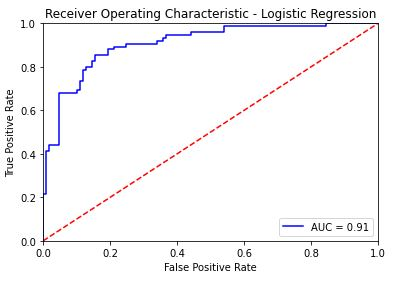 Receiver Operating Characteristic - Logistic Regression
1.0
0.8
0.6
0.4
0.2
0.0
True Positive Rate
AUC = 0.91
0.0 0.2 0.4 0.6 0.8 1.0
False Positive Rate